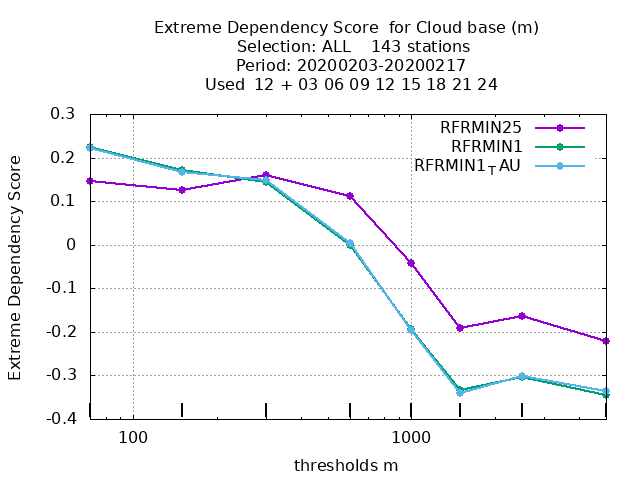 Extreme Dependency Score  for Cloud base (m)
Selection: ALL    143 stations
Period: 20200203-20200217
Used  12 + 03 06 09 12 15 18 21 24
RFRMIN25
RFRMIN1
RFRMIN1TAU
Extreme Dependency Score
0.3
0.2
0.1
0
-0.1
-0.2
-0.3
-0.4
100
1000
thresholds m